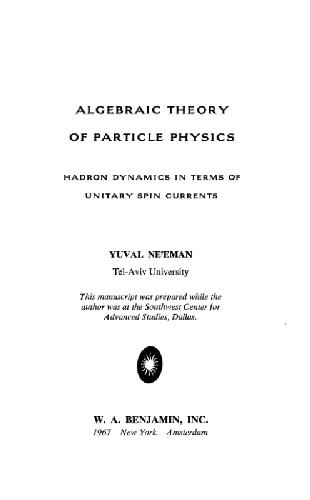 ALGEBRAIC THEORY
OF PARTICLE PHYSICS
HADRON DYNAMICS IN TERMS OF
UNITARY SPIN CURRENTS
YUVAL NE'EMAN
Tel-Aviv University
This manuscript was prepared while the
author was at the Southwest Center for
Advanced Studies, Dallas.
W. A. BENJAMIN, INC.
1967 New York Amsterdam